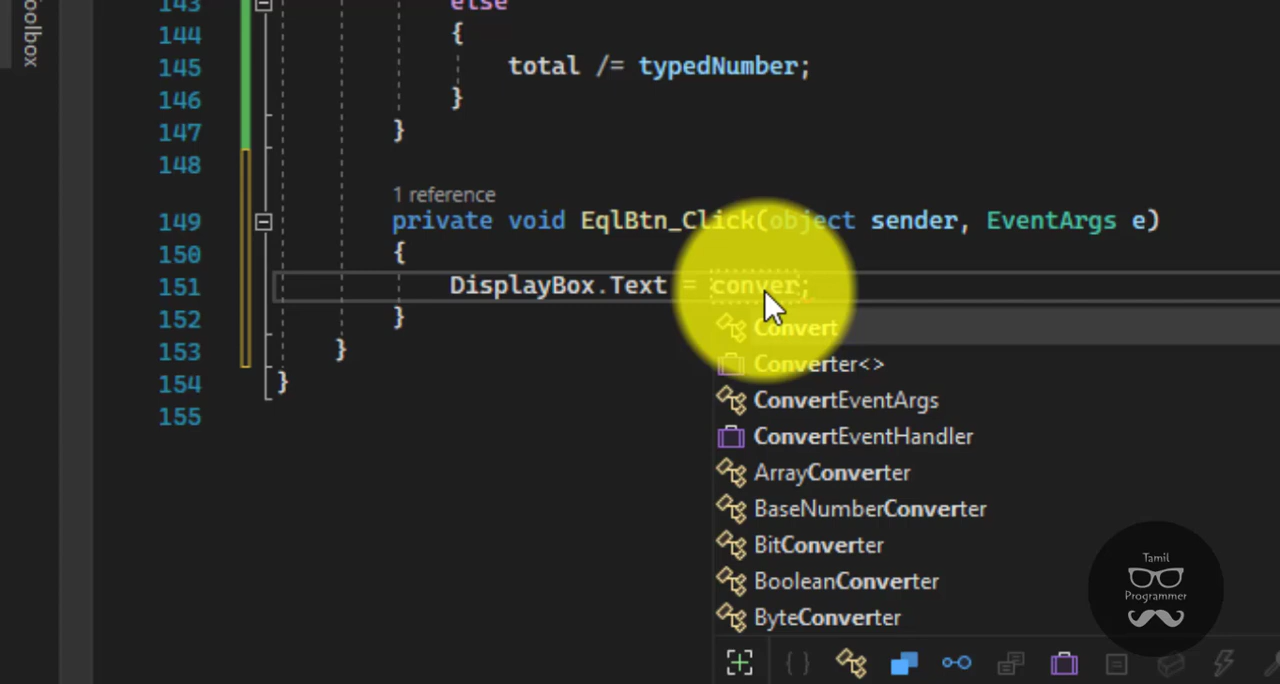 Toolbox
143 else
144 {
145 total /= typedNumber;
146 }
147 }
148
1 reference
149 private void EqlBtn_Click(object sender, EventArgs e)
150 {
151 DisplayBox.Text = conver;
152 }
153 }
154 }
155
Convert
Converter<>
ConvertEventArgs
ConvertEventHandler
ArrayConverter
BaseNumberConverter
BitConverter
BooleanConverter
ByteConverter
Tamil
Programmer